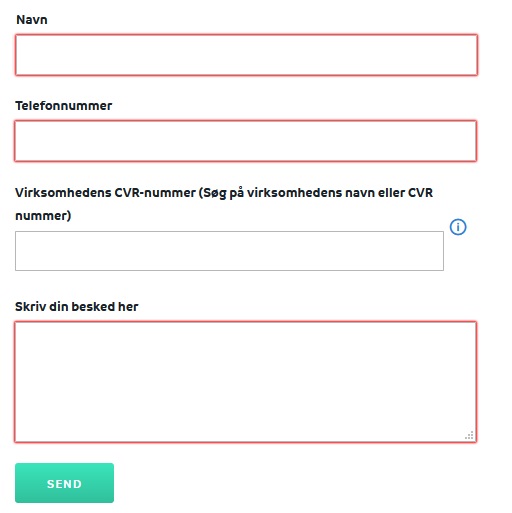 Navn
Telefonnummer
Virksomhedens CVR-nummer (Søg på virksomhedens navn eller CVR
nummer)
Skriv din besked her
SEND